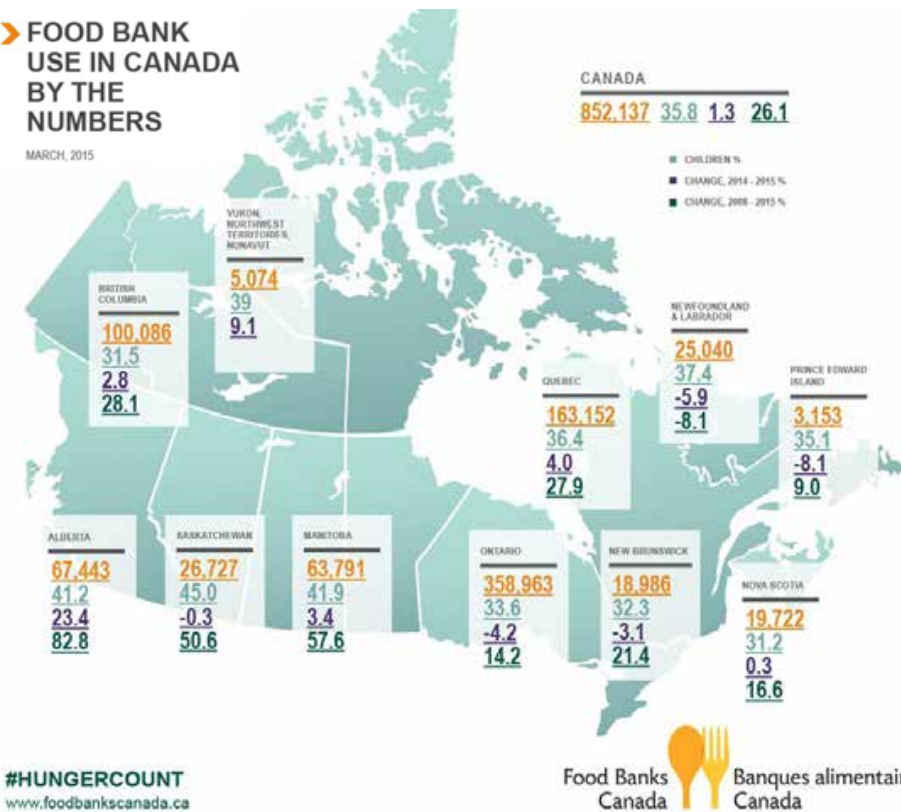 FOOD BANK
USE IN CANADA
BY THE
NUMBERS
MARCH, 2015
CANADA
852,137 35.8 1.3 26.1
CHILDREN %
CHANGE, 2014 - 2015 %
CHANGE, 2008 - 2015 %
YUKON,
NORTHWEST
TERRITORIES,
NUNAVUT
5,074
39
9.1
BRITISH
COLUMBIA
100,086
31.5
2.8
28.1
NEWFOUNDLAND
& LABRADOR
25,040
37.4
-5.9
-8.1
QUEBEC
163,152
36.4
4.0
27.9
PRINCE EDWARD
ISLAND
3,153
35.1
-8.1
9.0
ALBERTA
67,443
41.2
23.4
82.8
SASKATCHEWAN
26,727
45.0
-0.3
50.6
MANITOBA
63,791
41.9
3.4
57.6
ONTARIO
358,963
33.6
-4.2
14.2
NEW BRUNSWICK
18,986
32.3
-3.1
21.4
NOVA SCOTIA
19,722
31.2
0.3
16.6
#HUNGERCOUNT
www.foodbankscanada.ca
Food Banks
Canada
Banques alimentai
Canada